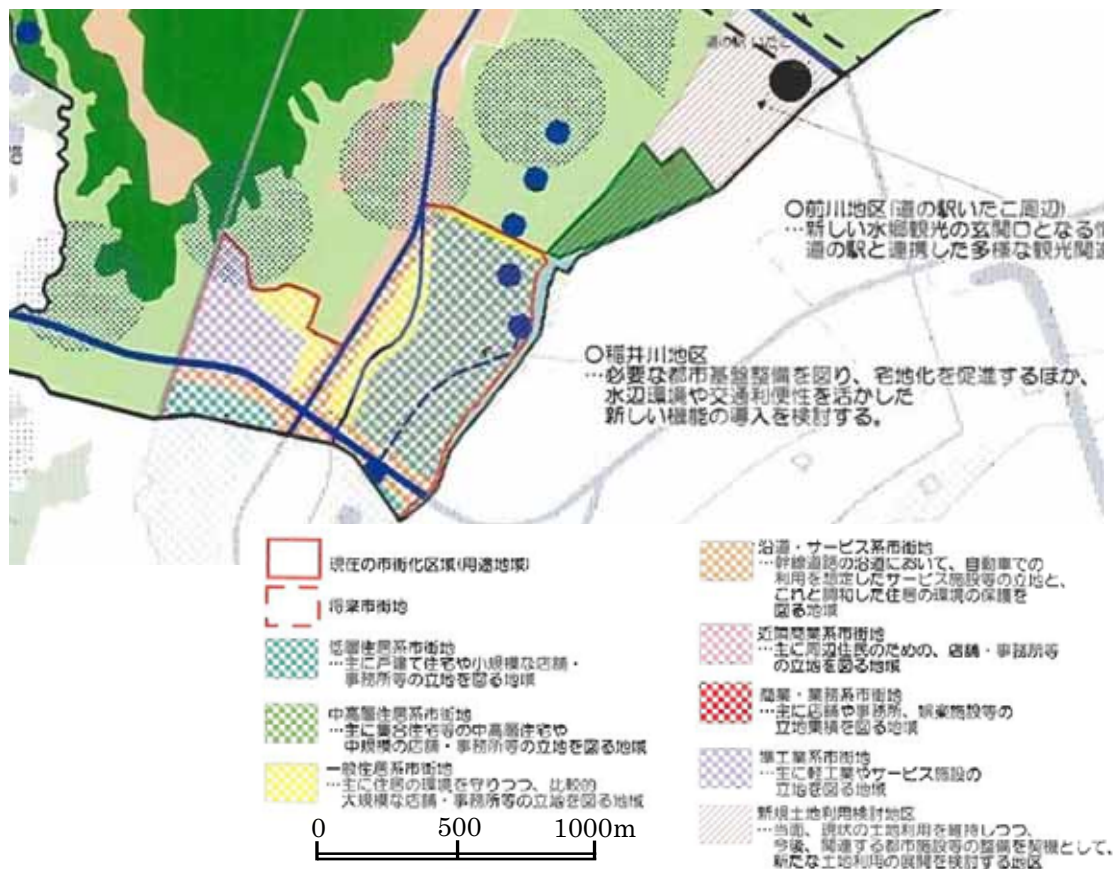 道の駅 いたこ
○前川地区(道の駅いたこ周辺)
…新しい水郷観光の玄関口となる
道の駅と連携した多様な観光関
○稲井川地区
…必要な都市基盤整備を図り、宅地化を促進するほか、
水辺環境や交通利便性を活かした
新しい機能の導入を検討する。
現在の市街化区域(用途地域)
将来市街地
低層住居系市街地
…主に戸建て住宅や小規模な店舗・
事務所等の立地を図る地域
中高層住居系市街地
…主に集合住宅等の中高層住宅や
中規模の店舗・事務所等の立地を図る地域
一般住居系市街地
…主に住居の環境を守りつつ、比較的
大規模な店舗・事務所等の立地を図る地域
0 500 1000m
沿道・サービス系市街地
…幹線道路の沿道において、自動車での
利用を想定したサービス施設等の立地と、
これと調和した住居の環境の保護を
図る地域
近隣商業系市街地
…主に周辺住民のための、店舗・事務所等
の立地を図る地域
商業・業務系市街地
…主に店舗や事務所、娯楽施設等の
立地集積を図る地域
準工業系市街地
…主に軽工業やサービス施設の
立地を図る地域
新規土地利用検討地区
…当面、現状の土地利用を維持しつつ、
今後、関連する都市施設等の整備を契機として、
新たな土地利用の展開を検討する地区